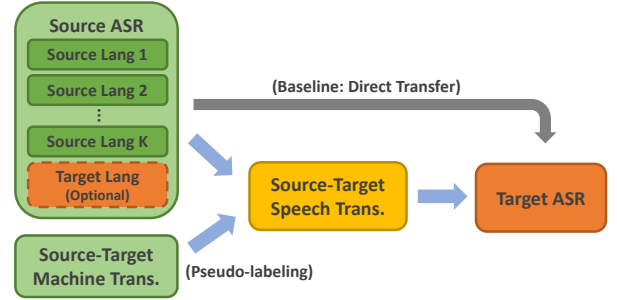 Source ASR
Source Lang 1
Source Lang 2
⋮
Source Lang K
Target Lang
(Optional)
(Baseline: Direct Transfer)
Source-Target
Speech Trans.
Target ASR
Source-Target
Machine Trans.
(Pseudo-labeling)